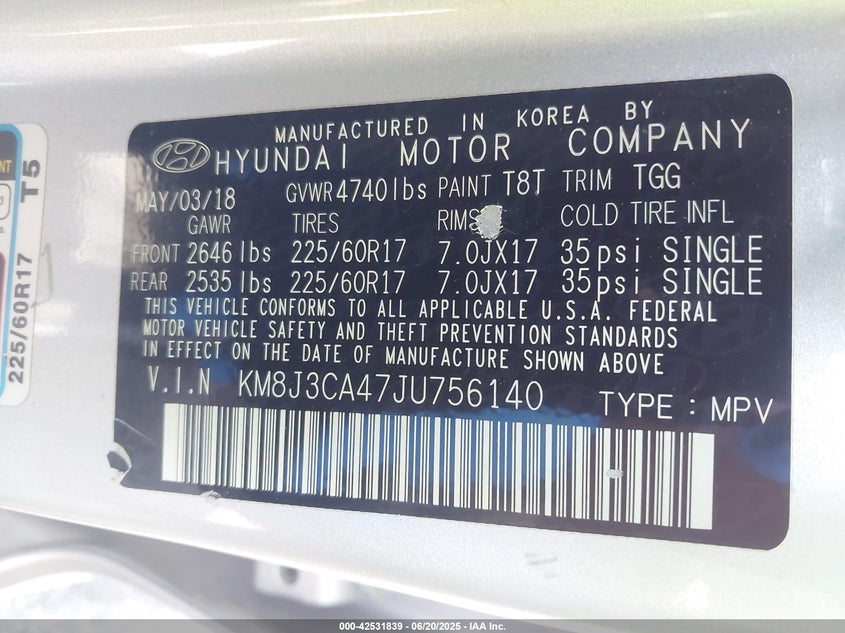 MANUFACTURED IN KOREA BY
HYUNDAI MOTOR COMPANY
MAY/03/18 GVWR 4740lbs PAINT T8T TRIM TGG
GAWR TIRES RIMS COLD TIRE INFL
FRONT 2646 lbs 225/60R17 7.0JX17 35psi SINGLE
REAR 2535 lbs 225/60R17 7.0JX17 35psi SINGLE
THIS VEHICLE CONFORMS TO ALL APPLICABLE U.S.A. FEDERAL
MOTOR VEHICLE SAFETY AND THEFT PREVENTION STANDARDS
IN EFFECT ON THE DATE OF MANUFACTURE SHOWN ABOVE
V.I.N KM8J3CA47JU756140 TYPE : MPV
225/60R17 T5
000-42531839 - 06/20/2025 - IAA Inc.